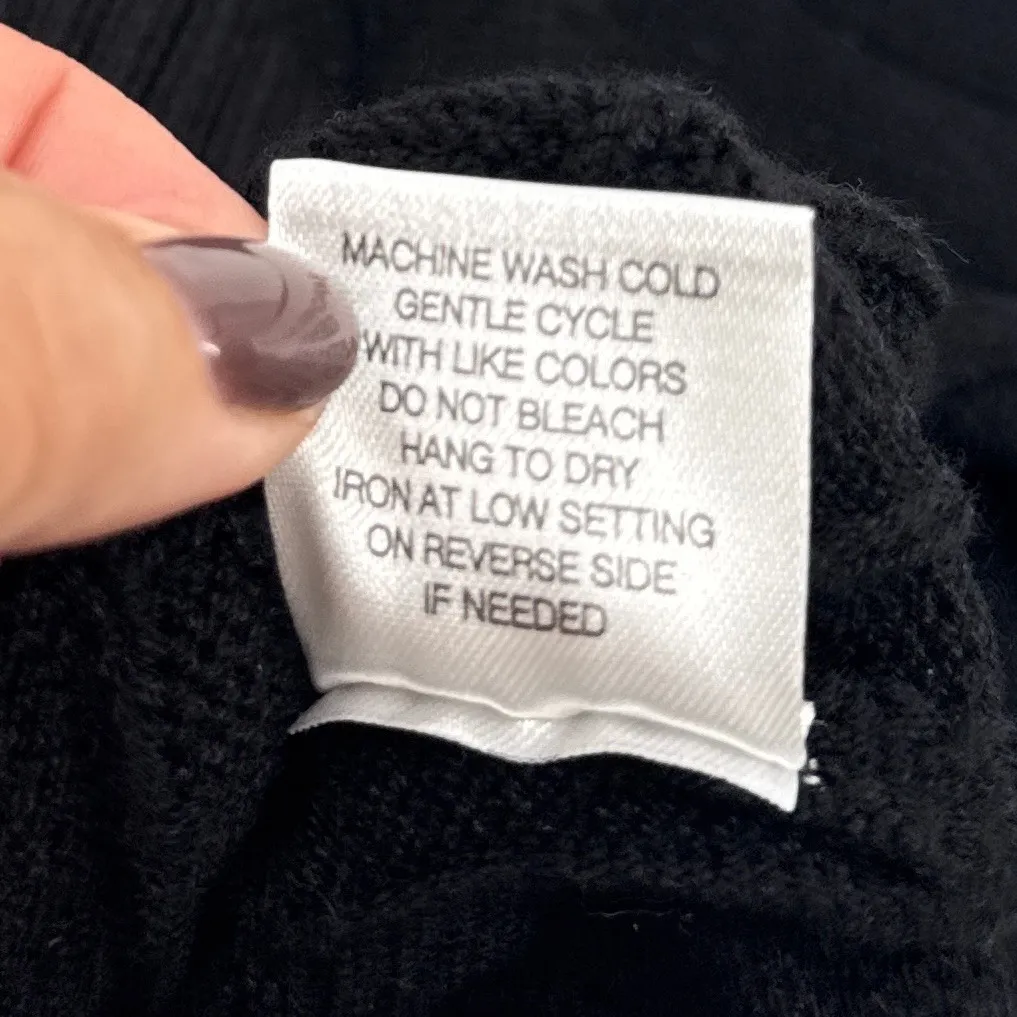 MACHINE WASH COLD
GENTLE CYCLE
WITH LIKE COLORS
DO NOT BLEACH
HANG TO DRY
IRON AT LOW SETTING
ON REVERSE SIDE
IF NEEDED